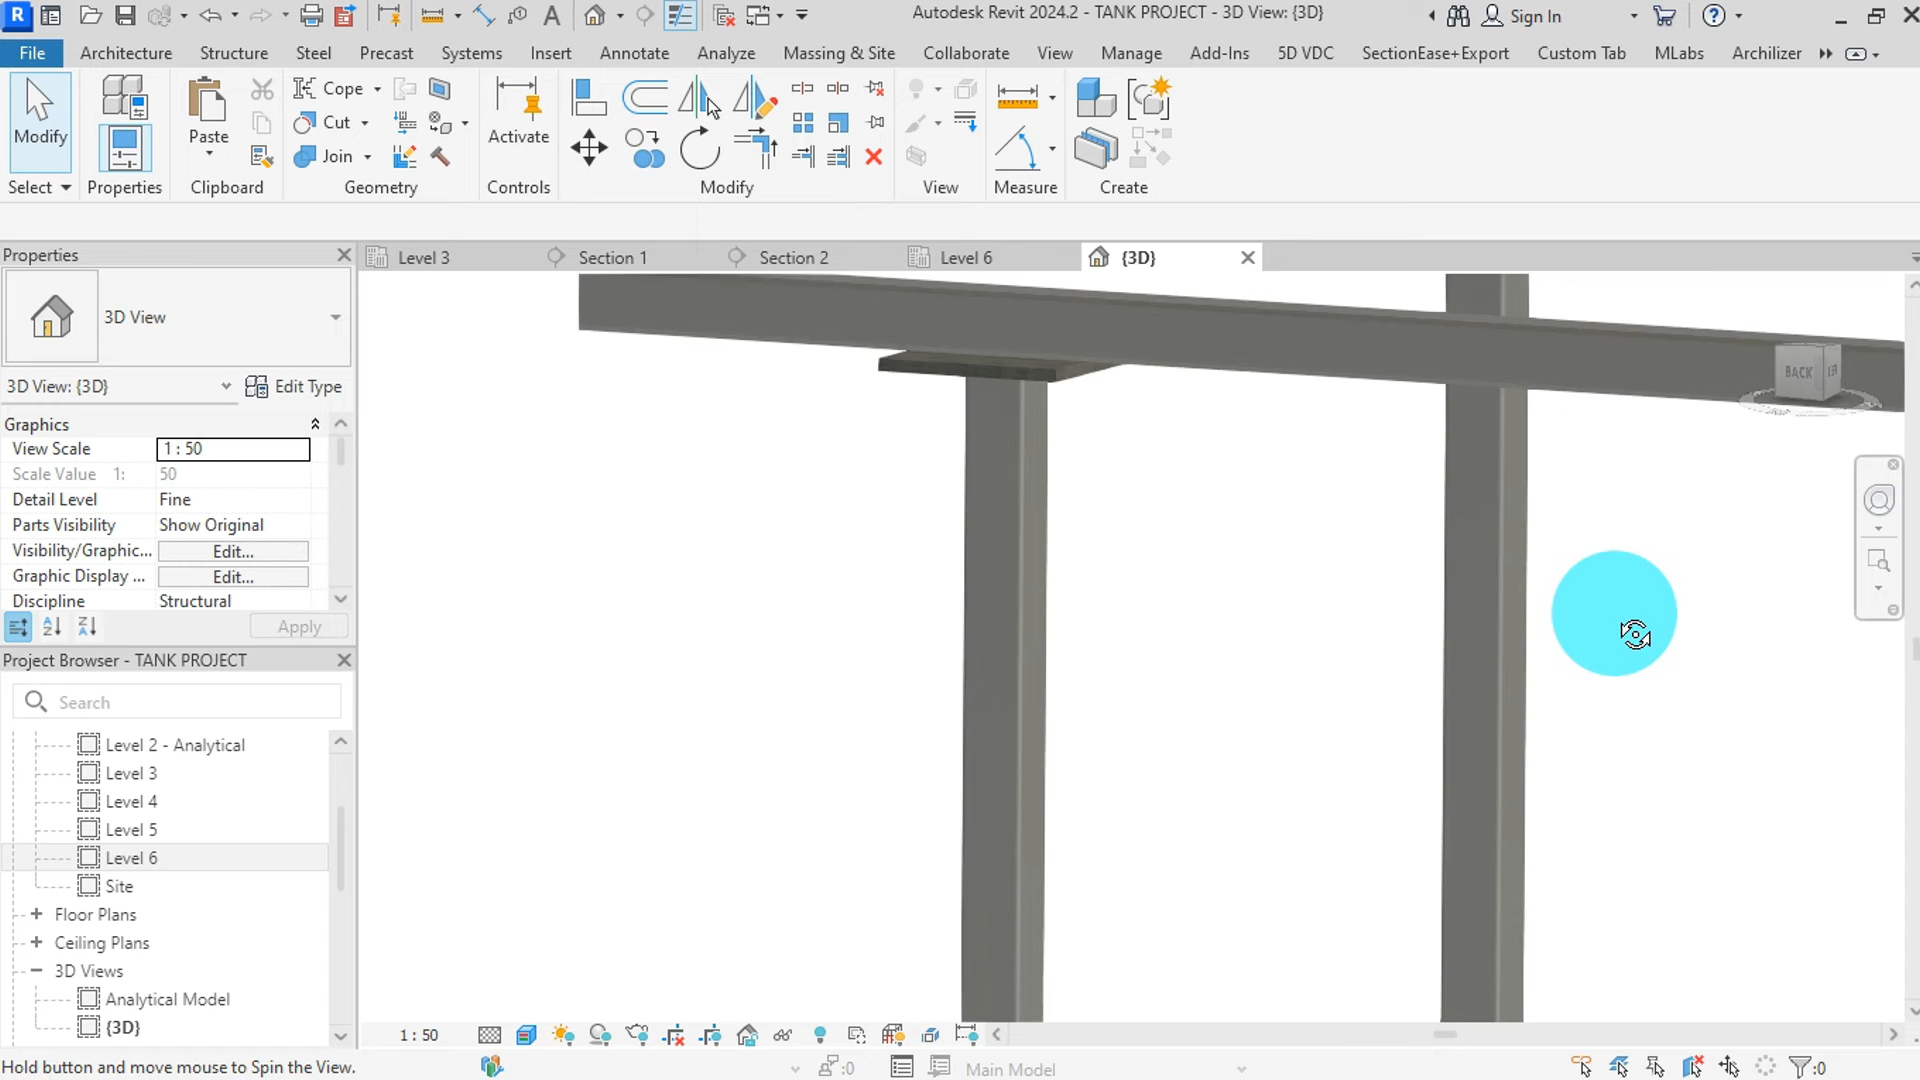 Autodesk Revit 2024.2 - TANK PROJECT - 3D View: {3D}
Sign In
File Architecture Structure Steel Precast Systems Insert Annotate Analyze Massing & Site Collaborate View Manage Add-Ins 5D VDC SectionEase+Export Custom Tab MLabs Archilizer
Modify
Paste
Cope
Cut
Join
Activate
Select Properties Clipboard Geometry Controls Modify View Measure Create
Properties
Level 3 Section 1 Section 2 Level 6 {3D}
3D View
3D View: {3D} Edit Type
Graphics
View Scale 1 : 50
Scale Value 1: 50
Detail Level Fine
Parts Visibility Show Original
Visibility/Graphic... Edit...
Graphic Display ... Edit...
Discipline Structural
Apply
Project Browser - TANK PROJECT
Search
Level 2 - Analytical
Level 3
Level 4
Level 5
Level 6
Site
Floor Plans
Ceiling Plans
3D Views
Analytical Model
{3D}
BACK
1 : 50
Hold button and move mouse to Spin the View.
:0
Main Model
:0